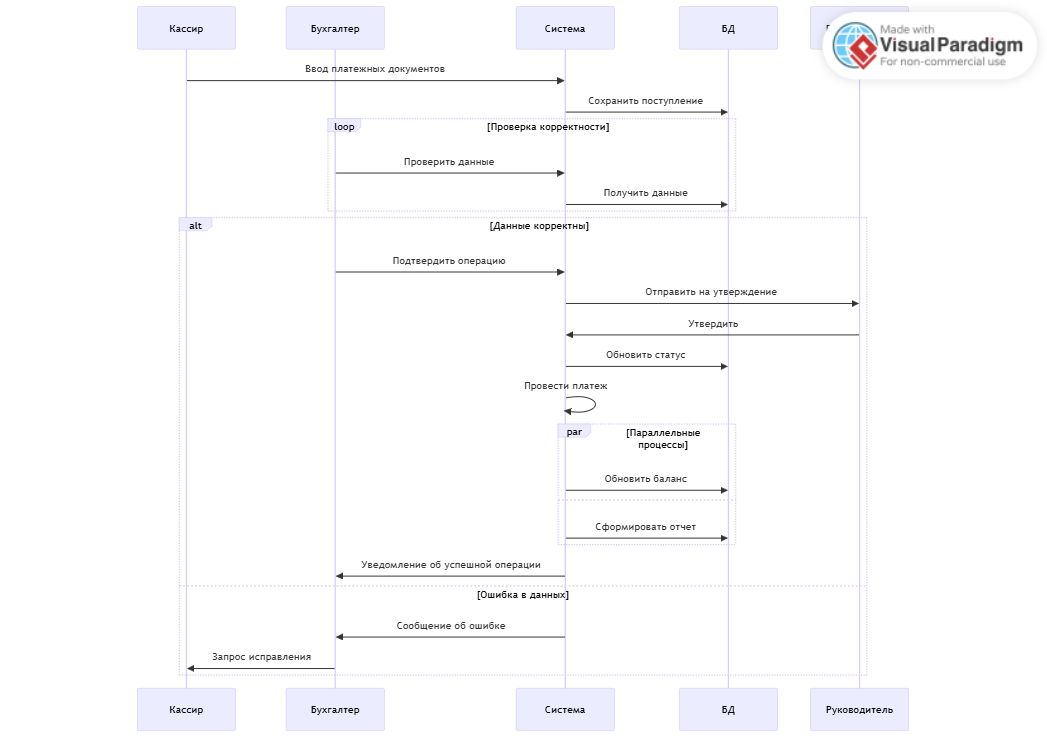 Кассир
Бухгалтер
Система
БД
Made with
Visual Paradigm
For non-commercial use
Ввод платежных документов
Сохранить поступление
loop
[Проверка корректности]
Проверить данные
Получить данные
alt
[Данные корректны]
Подтвердить операцию
Отправить на утверждение
Утвердить
Обновить статус
Провести платеж
par
[Параллельные
процессы]
Обновить баланс
Сформировать отчет
Уведомление об успешной операции
[Ошибка в данных]
Сообщение об ошибке
Запрос исправления
Кассир
Бухгалтер
Система
БД
Руководитель